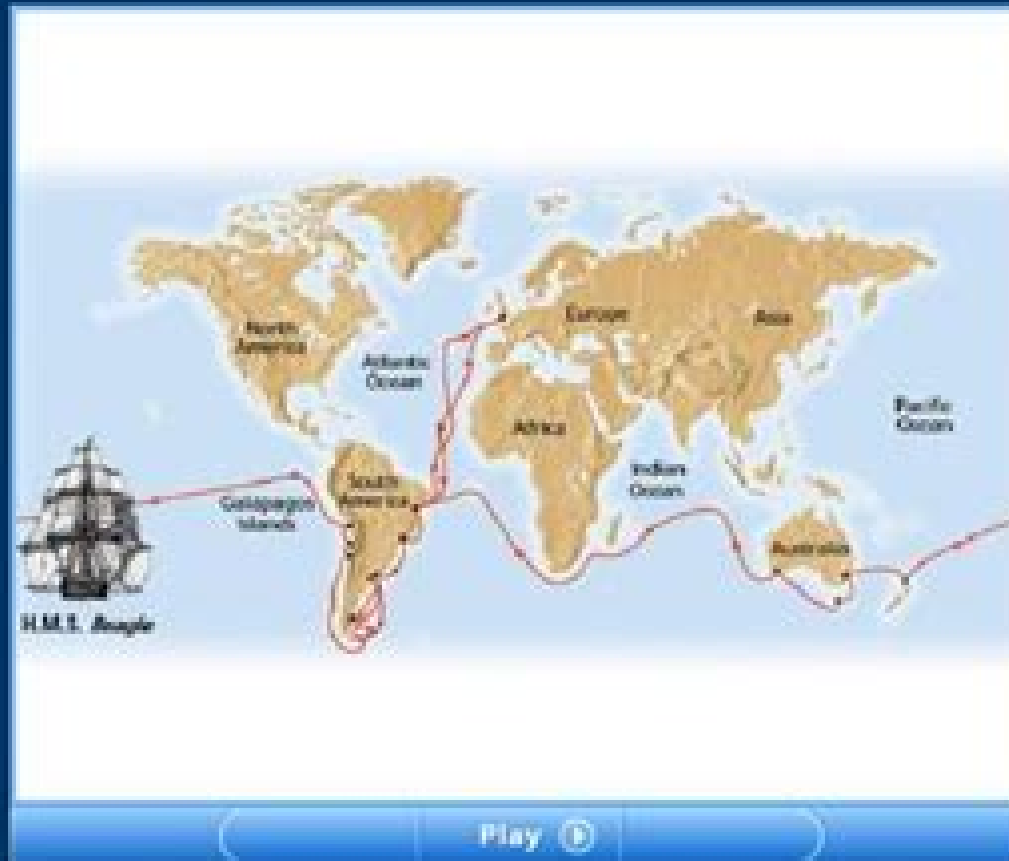 North
America
Atlantic
Ocean
Europe
Asia
Africa
Pacific
Ocean
Indian
Ocean
South
America
Galapagos
Islands
Australia
H.M.S. Beagle
Play